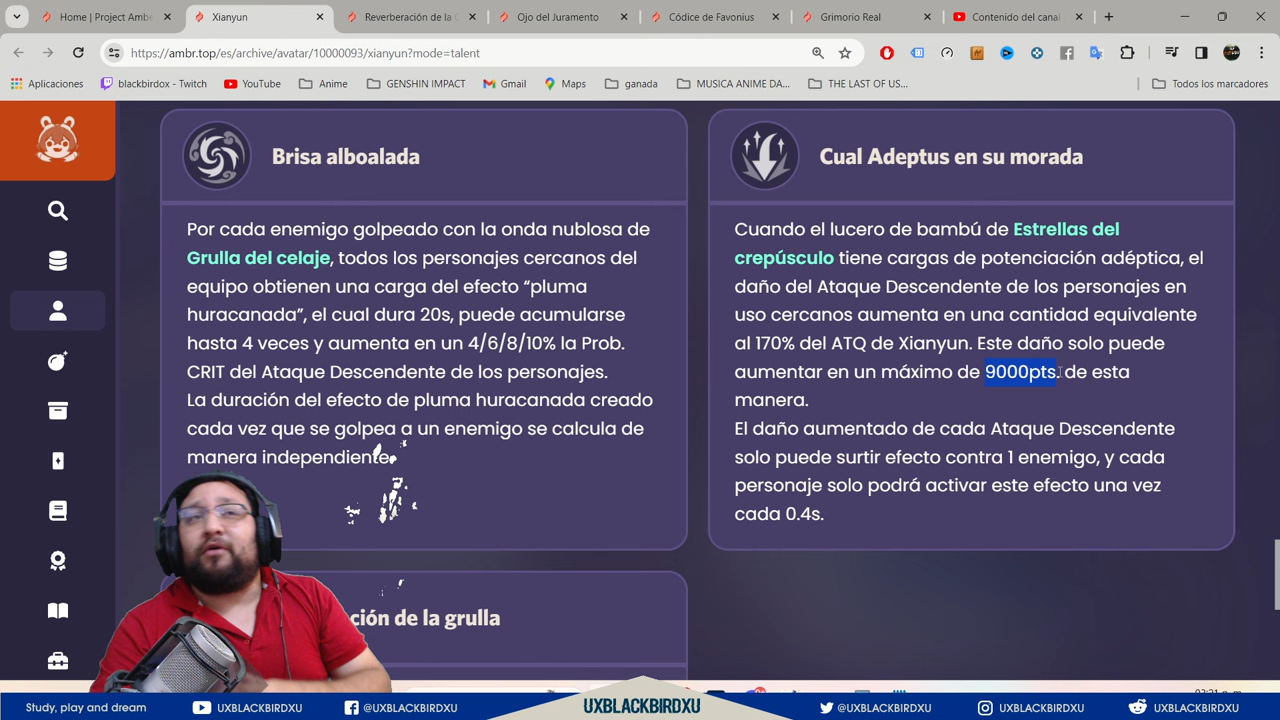 Home | Project Ambe
Xianyun
Reverberación de la
Ojo del Juramento
Códice de Favonius
Grimorio Real
Contenido del canal
https://ambr.top/es/archive/avatar/10000093/xianyun?mode=talent
Aplicaciones
blackbirdox - Twitch
YouTube
Anime
GENSHIN IMPACT
Gmail
Maps
ganada
MUSICA ANIME DA...
THE LAST OF US...
Todos los marcadores
Brisa alboalada
Por cada enemigo golpeado con la onda nublosa de
Grulla del celaje, todos los personajes cercanos del
equipo obtienen una carga del efecto “pluma
huracanada”, el cual dura 20s, puede acumularse
hasta 4 veces y aumenta en un 4/6/8/10% la Prob.
CRIT del Ataque Descendente de los personajes.
La duración del efecto de pluma huracanada creado
cada vez que se golpea a un enemigo se calcula de
manera independiente.
Cual Adeptus en su morada
Cuando el lucero de bambú de Estrellas del
crepúsculo tiene cargas de potenciación adéptica, el
daño del Ataque Descendente de los personajes en
uso cercanos aumenta en una cantidad equivalente
al 170% del ATQ de Xianyun. Este daño solo puede
aumentar en un máximo de 9000pts. de esta
manera.
El daño aumentado de cada Ataque Descendente
solo puede surtir efecto contra 1 enemigo, y cada
personaje solo podrá activar este efecto una vez
cada 0.4s.
ción de la grulla
Study, play and dream
UXBLACKBIRDXU
@UXBLACKBIRDXU
UXBLACKBIRDXU
@UXBLACKBIRDXU
UXBLACKBIRDXU
UXBLACKBIRDXU